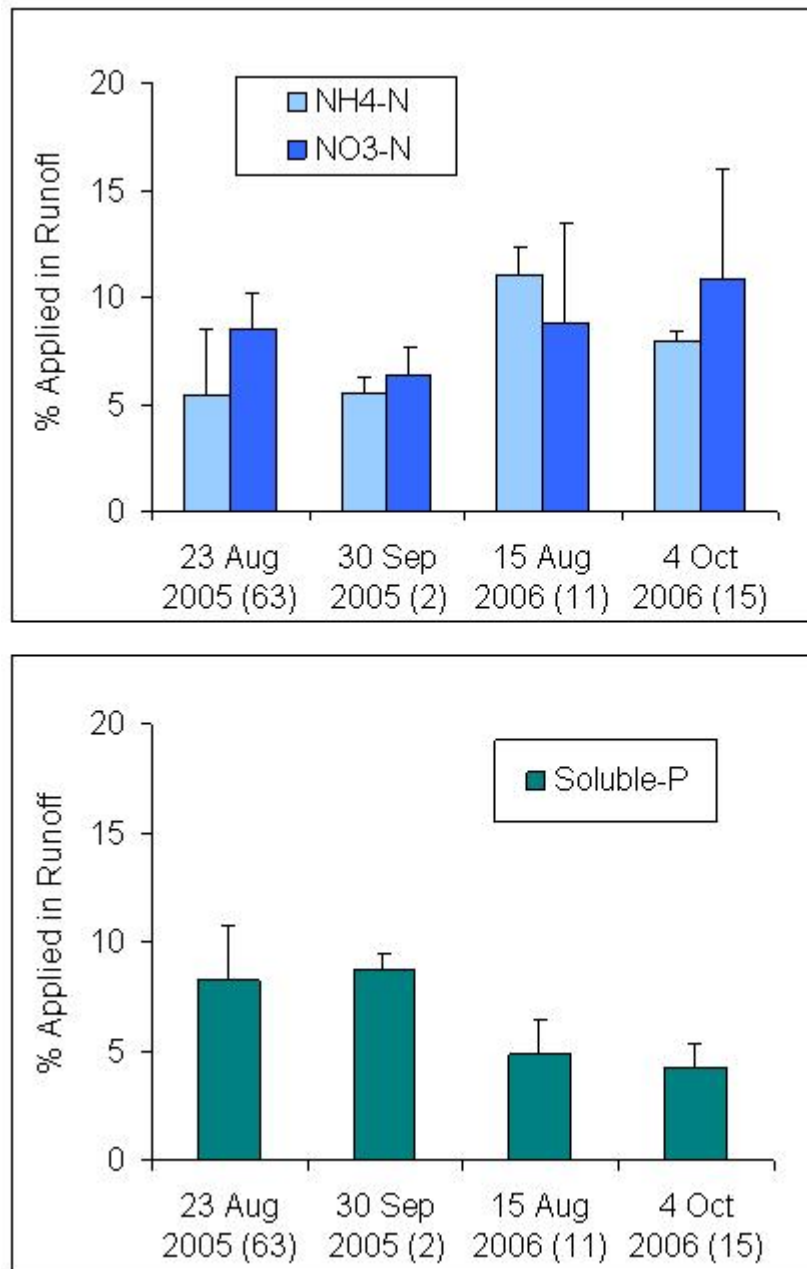 20
15
10
5
0
% Applied in Runoff
NH4-N
NO3-N
23 Aug 30 Sep 15 Aug 4 Oct
2005 (63) 2005 (2) 2006 (11) 2006 (15)
20
15
10
5
0
% Applied in Runoff
Soluble-P
23 Aug 30 Sep 15 Aug 4 Oct
2005 (63) 2005 (2) 2006 (11) 2006 (15)